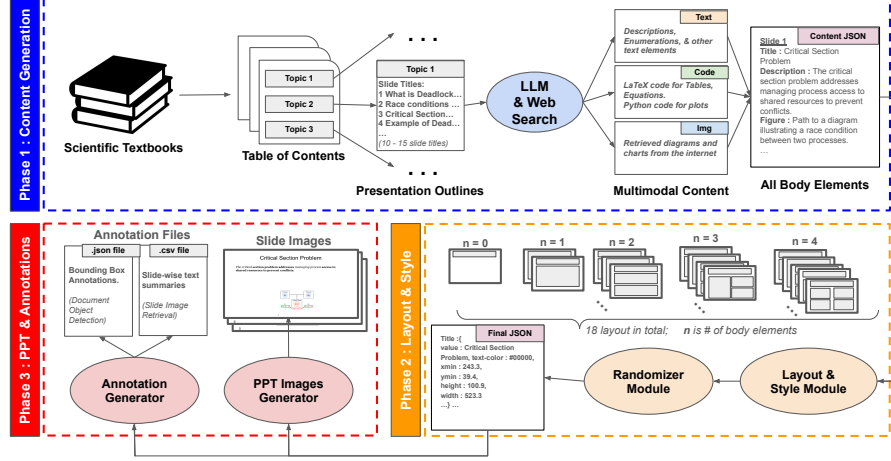 Phase 1 : Content Generation
Scientific Textbooks
Topic 1
Topic 2
Topic 3
Table of Contents
. . .
Topic 1
Slide Titles:
1 What is Deadlock...
2 Race conditions ...
3 Critical Section...
4 Example of Dead...
...
(10 - 15 slide titles)
. . .
Presentation Outlines
LLM
& Web
Search
Text
Descriptions,
Enumerations, & other
text elements
Code
LaTeX code for Tables,
Equations.
Python code for plots
Img
Retrieved diagrams and
charts from the internet
Multimodal Content
Content JSON
Slide 1
Title : Critical Section
Problem
Description : The critical
section problem addresses
managing process access to
shared resources to prevent
conflicts.
Figure : Path to a diagram
illustrating a race condition
between two processes.
...
All Body Elements
Phase 3 : PPT & Annotations
Annotation Files
.json file
Bounding Box
Annotations.
(Document
Object
Detection)
.csv file
Slide-wise text
summaries
(Slide Image
Retrieval)
Slide Images
Critical Section Problem
Annotation
Generator
PPT Images
Generator
Phase 2 : Layout & Style
n = 0
n = 1
n = 2
n = 3
n = 4
18 layout in total; n is # of body elements
Final JSON
Title :{
value : Critical Section
Problem, text-color : #00000,
xmin : 243.3,
ymin : 39.4,
height : 100.9,
width : 523.3
...} ...
Randomizer
Module
Layout &
Style Module